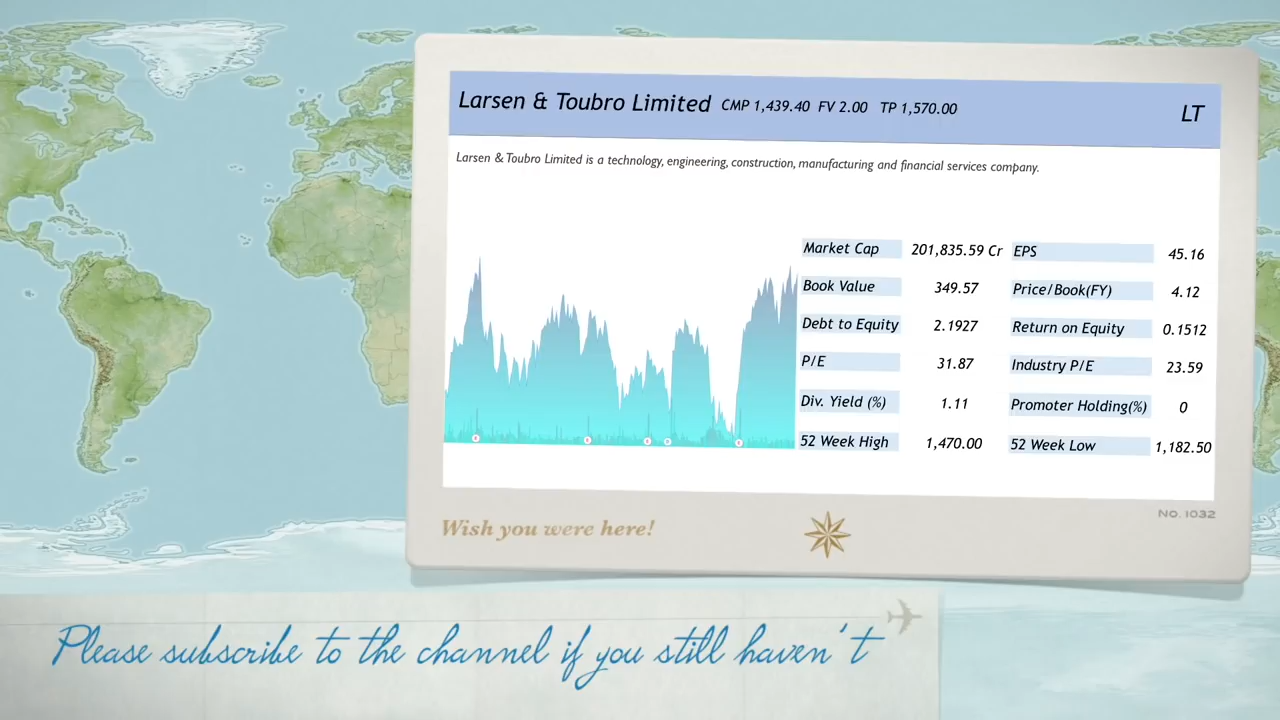 Larsen & Toubro Limited CMP 1,439.40 FV 2.00 TP 1,570.00 LT
Larsen & Toubro Limited is a technology, engineering, construction, manufacturing and financial services company.
Market Cap 201,835.59 Cr EPS 45.16
Book Value 349.57 Price/Book(FY) 4.12
Debt to Equity 2.1927 Return on Equity 0.1512
P/E 31.87 Industry P/E 23.59
Div. Yield (%) 1.11 Promoter Holding(%) 0
52 Week High 1,470.00 52 Week Low 1,182.50
Wish you were here!
NO. 1032
Please subscribe to the channel if you still haven't